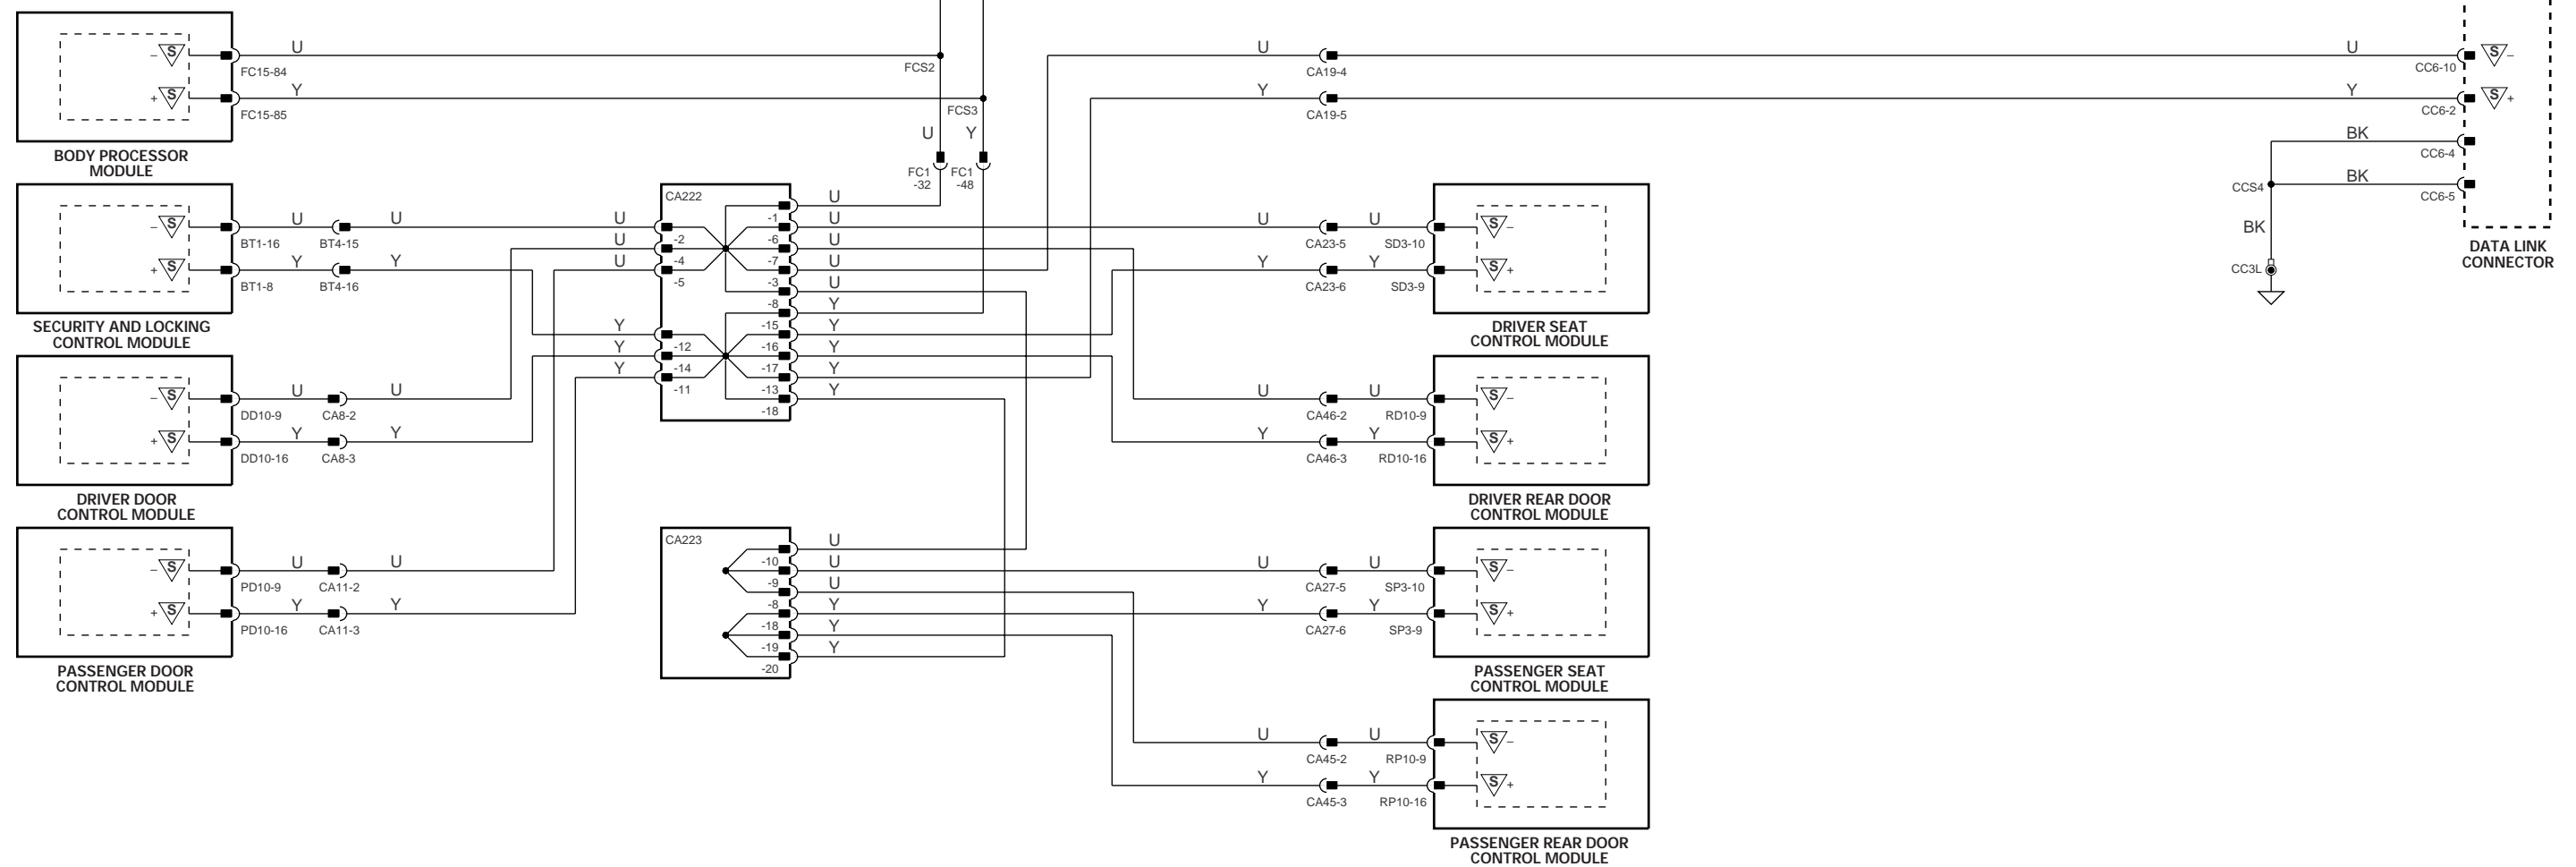 U
FC15-84
Y
FC15-85
BODY PROCESSOR
MODULE
FCS2
FCS3
U Y
FC1 FC1
-32 -48
U
CA19-4
Y
CA19-5
U
CC6-10
S –
Y
CC6-2
S +
BK
CC6-4
CCS4
BK
CC6-5
BK
CC3L
DATA LINK
CONNECTOR
– S
+ S
– S
U U
BT1-16 BT4-15
+ S
Y Y
BT1-8 BT4-16
SECURITY AND LOCKING
CONTROL MODULE
– S
U U
DD10-9 CA8-2
+ S
Y Y
DD10-16 CA8-3
DRIVER DOOR
CONTROL MODULE
– S
U U
PD10-9 CA11-2
+ S
Y Y
PD10-16 CA11-3
PASSENGER DOOR
CONTROL MODULE
CA222
U
U
U
Y
Y
Y
-2
-4
-5
-12
-14
-11
-1
-6
-7
-3
-8
-15
-16
-17
-13
-18
U
U
U
U
U
Y
Y
Y
Y
Y
CA223
-10
-9
-8
-18
-19
-20
U
U
U
Y
Y
Y
U U
CA23-5 SD3-10
S –
Y Y
CA23-6 SD3-9
S +
DRIVER SEAT
CONTROL MODULE
U U
CA46-2 RD10-9
S –
Y Y
CA46-3 RD10-16
S +
DRIVER REAR DOOR
CONTROL MODULE
U U
CA27-5 SP3-10
S –
Y Y
CA27-6 SP3-9
S +
PASSENGER SEAT
CONTROL MODULE
U U
CA45-2 RP10-9
S –
Y Y
CA45-3 RP10-16
S +
PASSENGER REAR DOOR
CONTROL MODULE